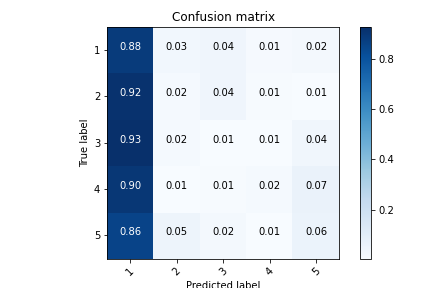 Confusion matrix
1 0.88 0.03 0.04 0.01 0.02
2 0.92 0.02 0.04 0.01 0.01
3 0.93 0.02 0.01 0.01 0.04
4 0.90 0.01 0.01 0.02 0.07
5 0.86 0.05 0.02 0.01 0.06
1 2 3 4 5
True label
Predicted label
0.8
0.6
0.4
0.2